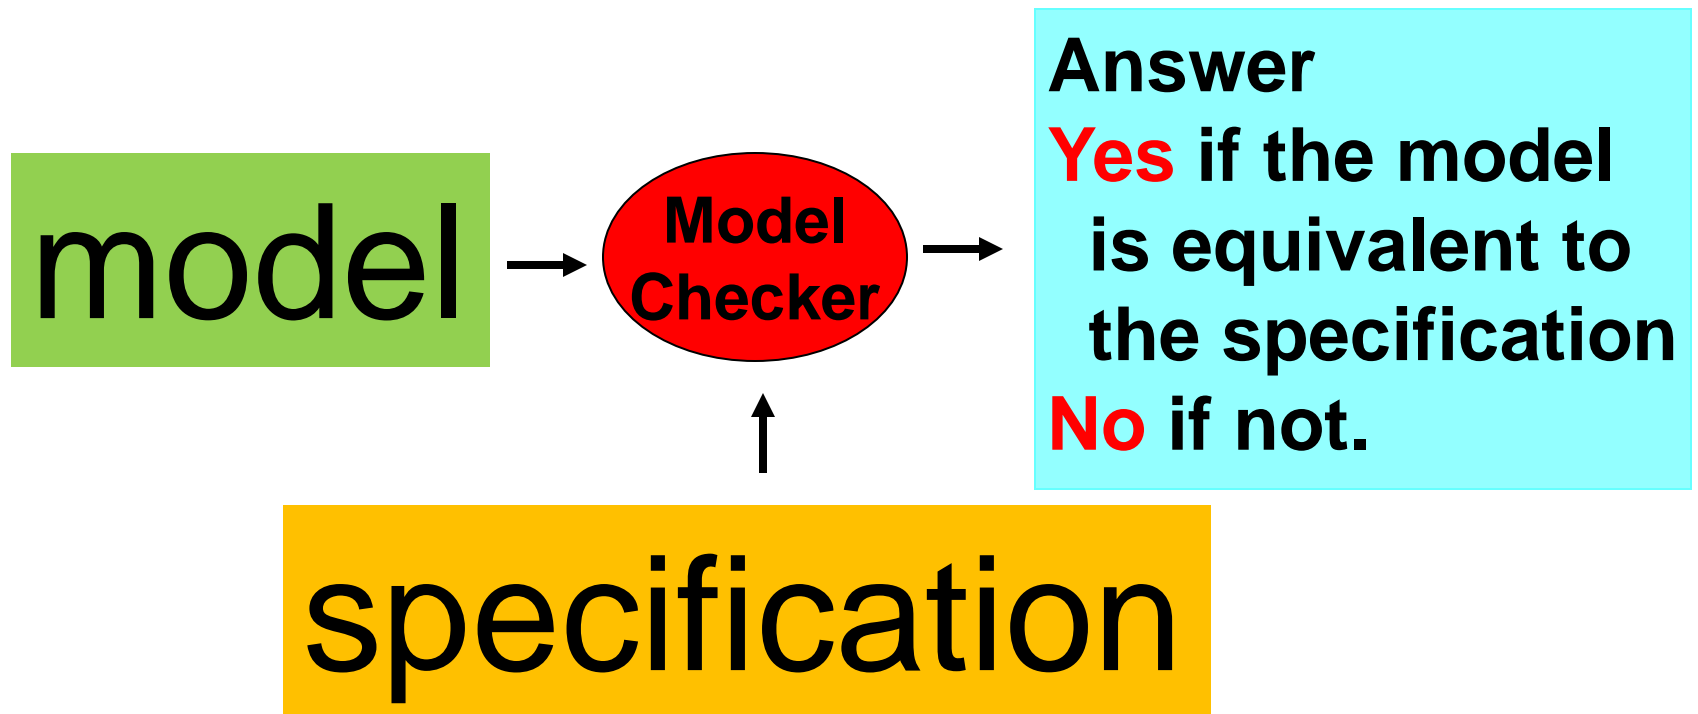 model
Model
Checker
Answer
Yes if the model
is equivalent to
the specification
No if not.
specification